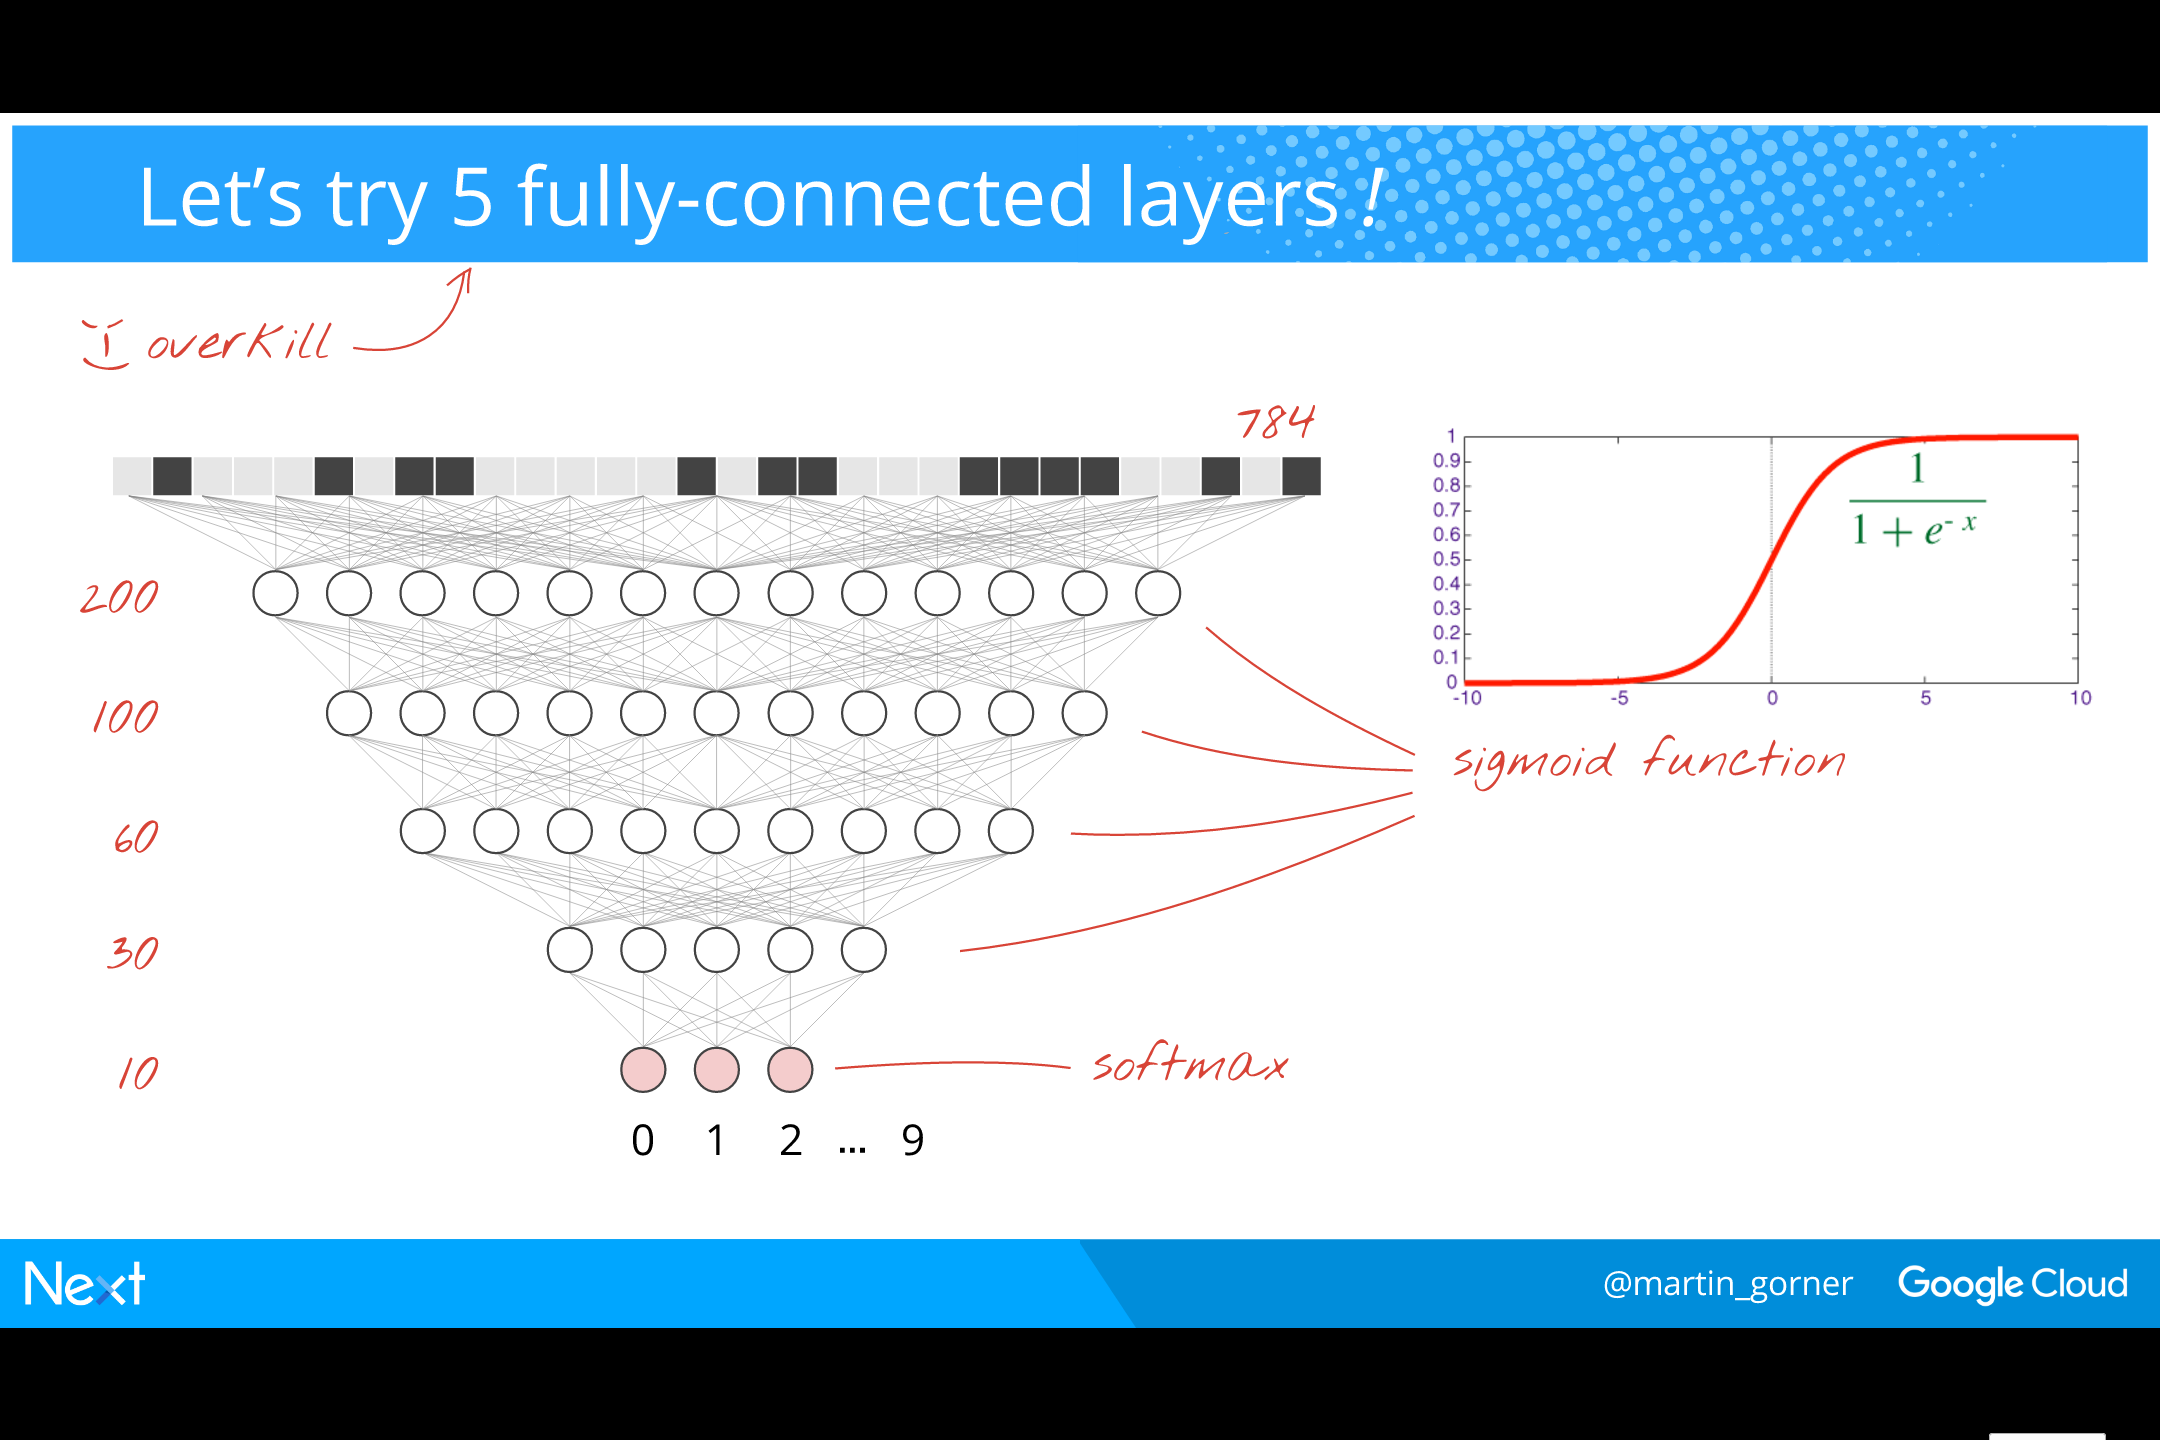 Let's try 5 fully-connected layers !
overkill
784
200
100
60
30
10
0 1 2 ... 9
1
0.9
0.8
0.7
0.6
0.5
0.4
0.3
0.2
0.1
0
-10 -5 0 5 10
1
1 + e- x
sigmoid function
softmax
Next
@martin_gorner Google Cloud